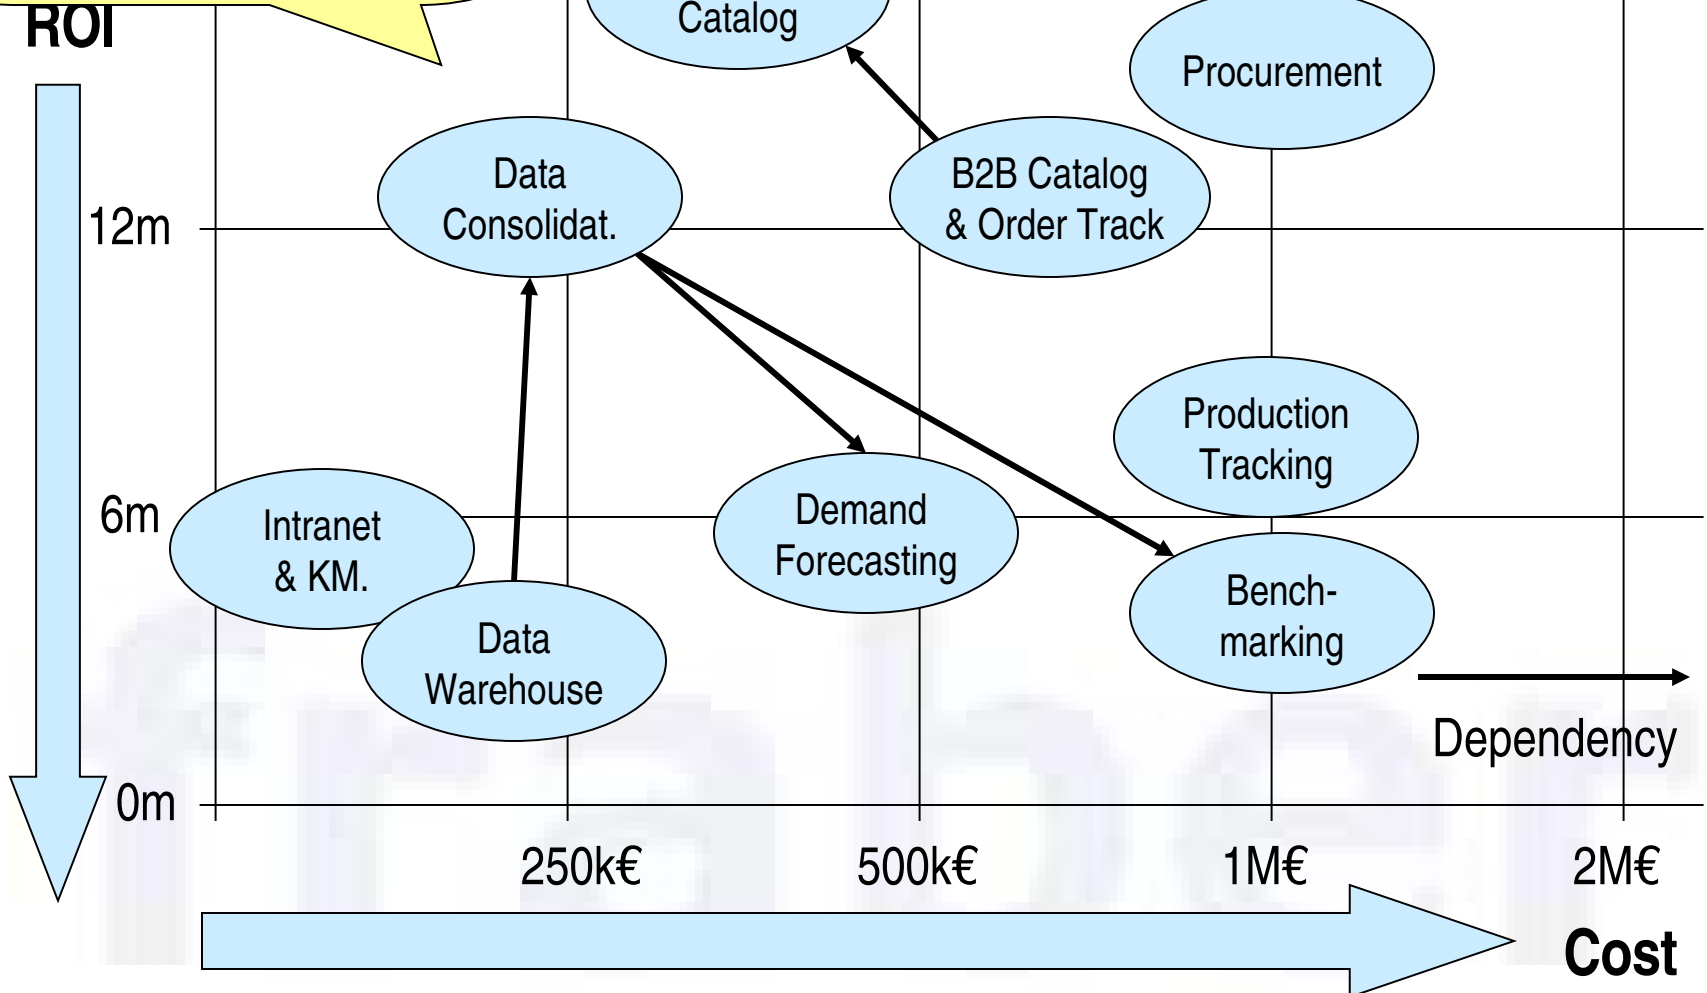 ROI
Catalog
Procurement
Data
Consolidat.
B2B Catalog
& Order Track
12m
Production
Tracking
6m
Intranet
& KM.
Demand
Forecasting
Bench-
marking
Data
Warehouse
Dependency
0m
250k€
500k€
1M€
2M€
Cost